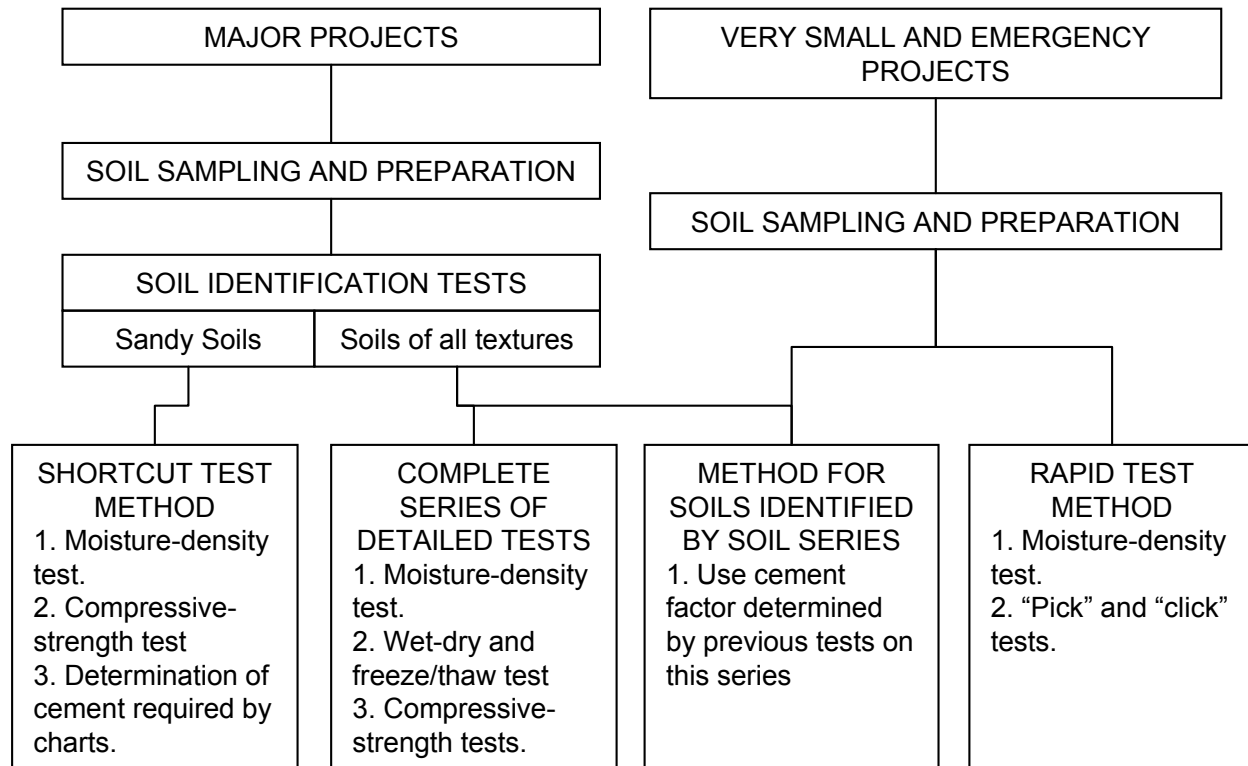 MAJOR PROJECTS
VERY SMALL AND EMERGENCY
PROJECTS
SOIL SAMPLING AND PREPARATION
SOIL SAMPLING AND PREPARATION
SOIL IDENTIFICATION TESTS
Sandy Soils
Soils of all textures
SHORTCUT TEST
METHOD
1. Moisture-density
test.
2. Compressive-
strength test
3. Determination of
cement required by
charts.
COMPLETE
SERIES OF
DETAILED TESTS
1. Moisture-density
test.
2. Wet-dry and
freeze/thaw test
3. Compressive-
strength tests.
METHOD FOR
SOILS IDENTIFIED
BY SOIL SERIES
1. Use cement
factor determined
by previous tests on
this series
RAPID TEST
METHOD
1. Moisture-density
test.
2. “Pick” and “click”
tests.